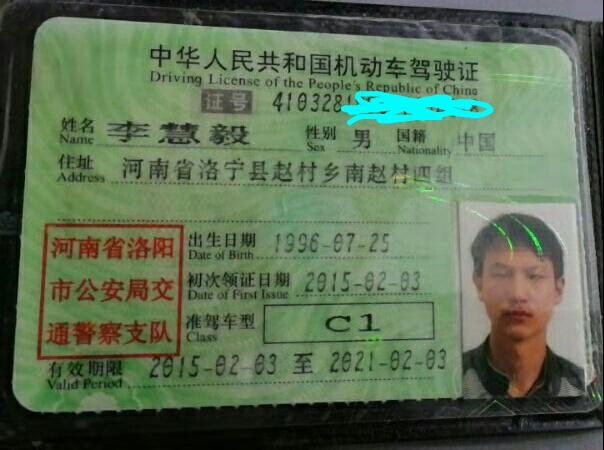 中华人民共和国机动车驾驶证
Driving License of the People's Republic of China
证号 4103281
姓名 李慧毅 性别 男 国籍 中国
Name Sex Nationality
住址 河南省洛宁县赵村乡南赵村四组
Address
河南省洛阳
市公安局交
通警察支队
出生日期 1996-07-25
Date of Birth
初次领证日期 2015-02-03
Date of First Issue
准驾车型 C1
Class
有效期限 2015-02-03 至 2021-02-03
Valid Period